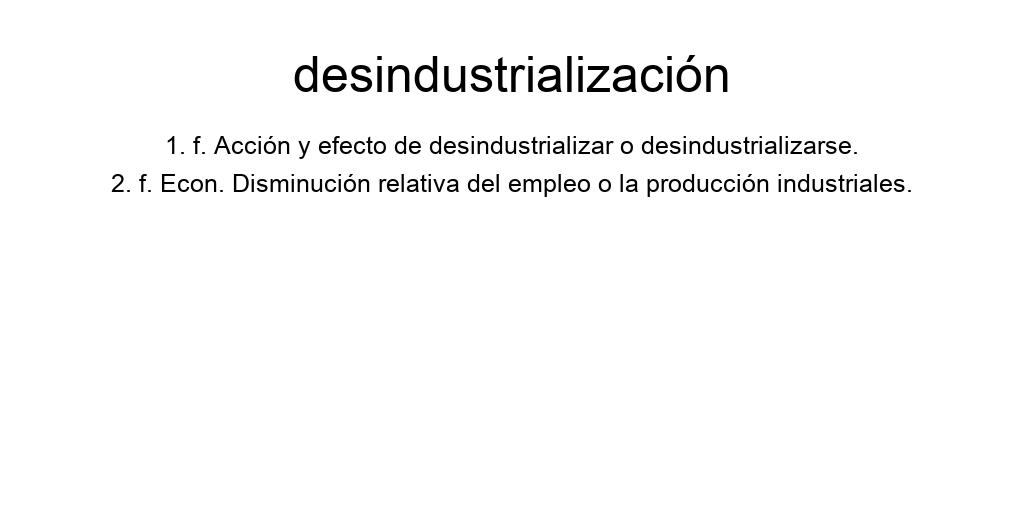 desindustrialización
1. f. Acción y efecto de desindustrializar o desindustrializarse.
2. f. Econ. Disminución relativa del empleo o la producción industriales.